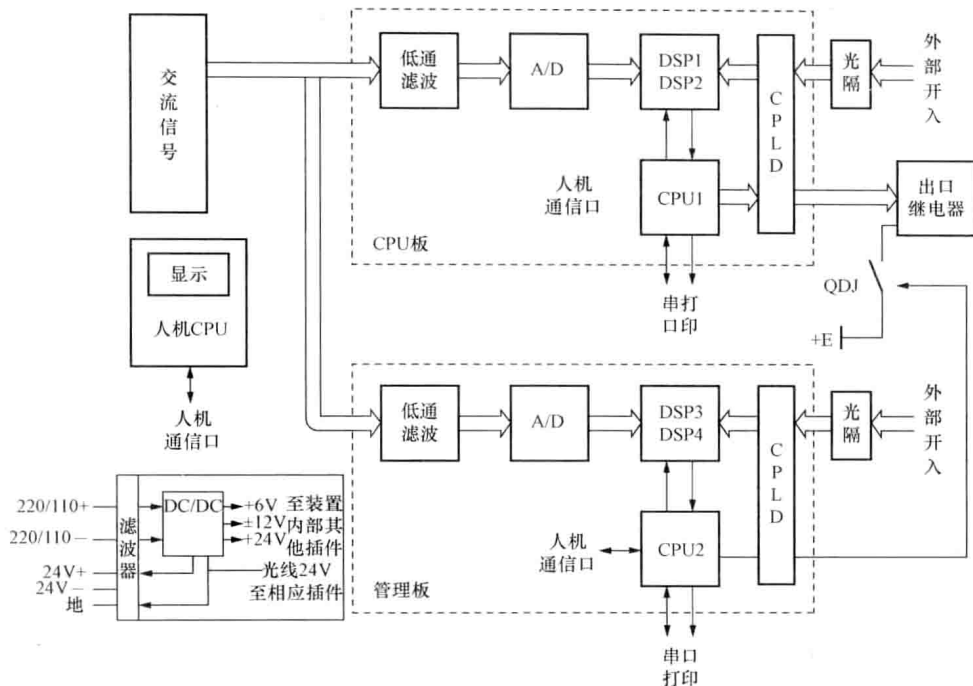 交流信号
低通
滤波
A/D
DSP1
DSP2
CPLD
光隔
外部开入
人机
通信口
CPU1
出口
继电器
CPU板
串打
口印
QDJ
+E
显示
人机CPU
人机
通信口
低通
滤波
A/D
DSP3
DSP4
CPLD
光隔
外部开入
人机
通信口
CPU2
管理板
串口
打印
220/110+
220/110−
24V+
24V−
地
滤波器
DC/DC
+6V 至装置
±12V 内部其
+24V 他插件
光线24V
至相应插件